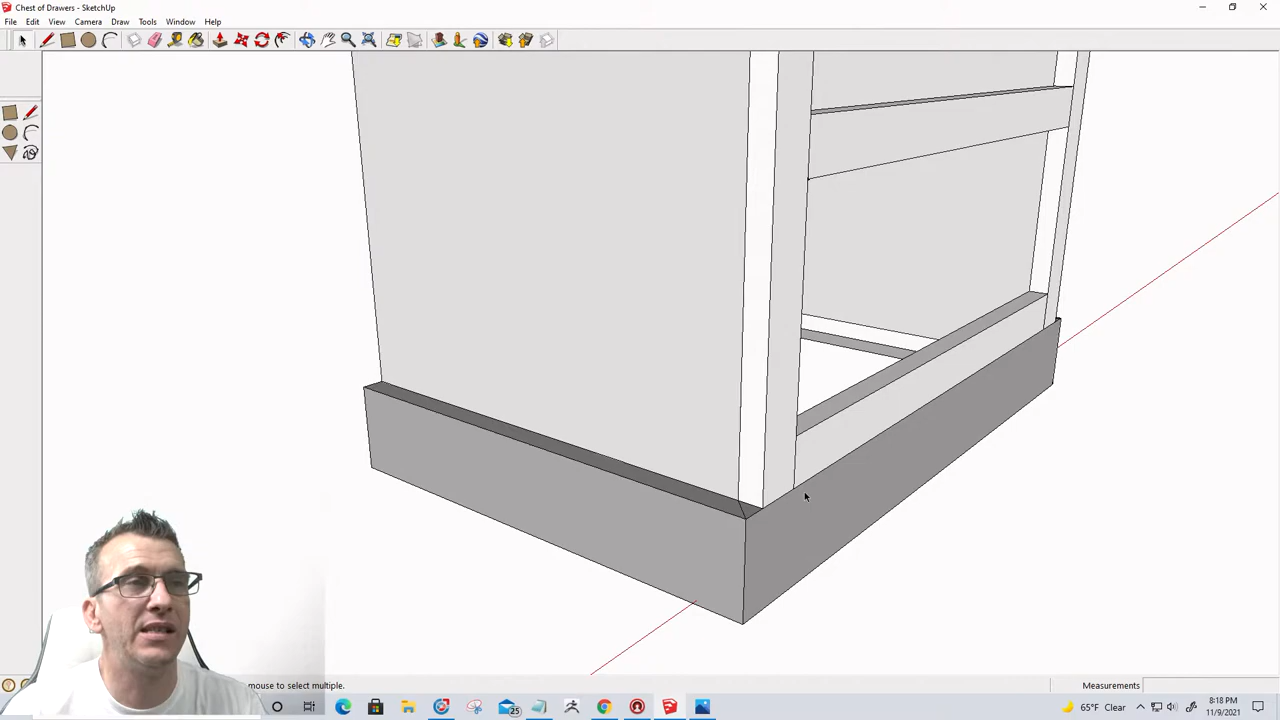 Chest of Drawers - SketchUp
File Edit View Camera Draw Tools Window Help
mouse to select multiple.
Measurements
25
65°F Clear
8:18 PM
11/9/2021